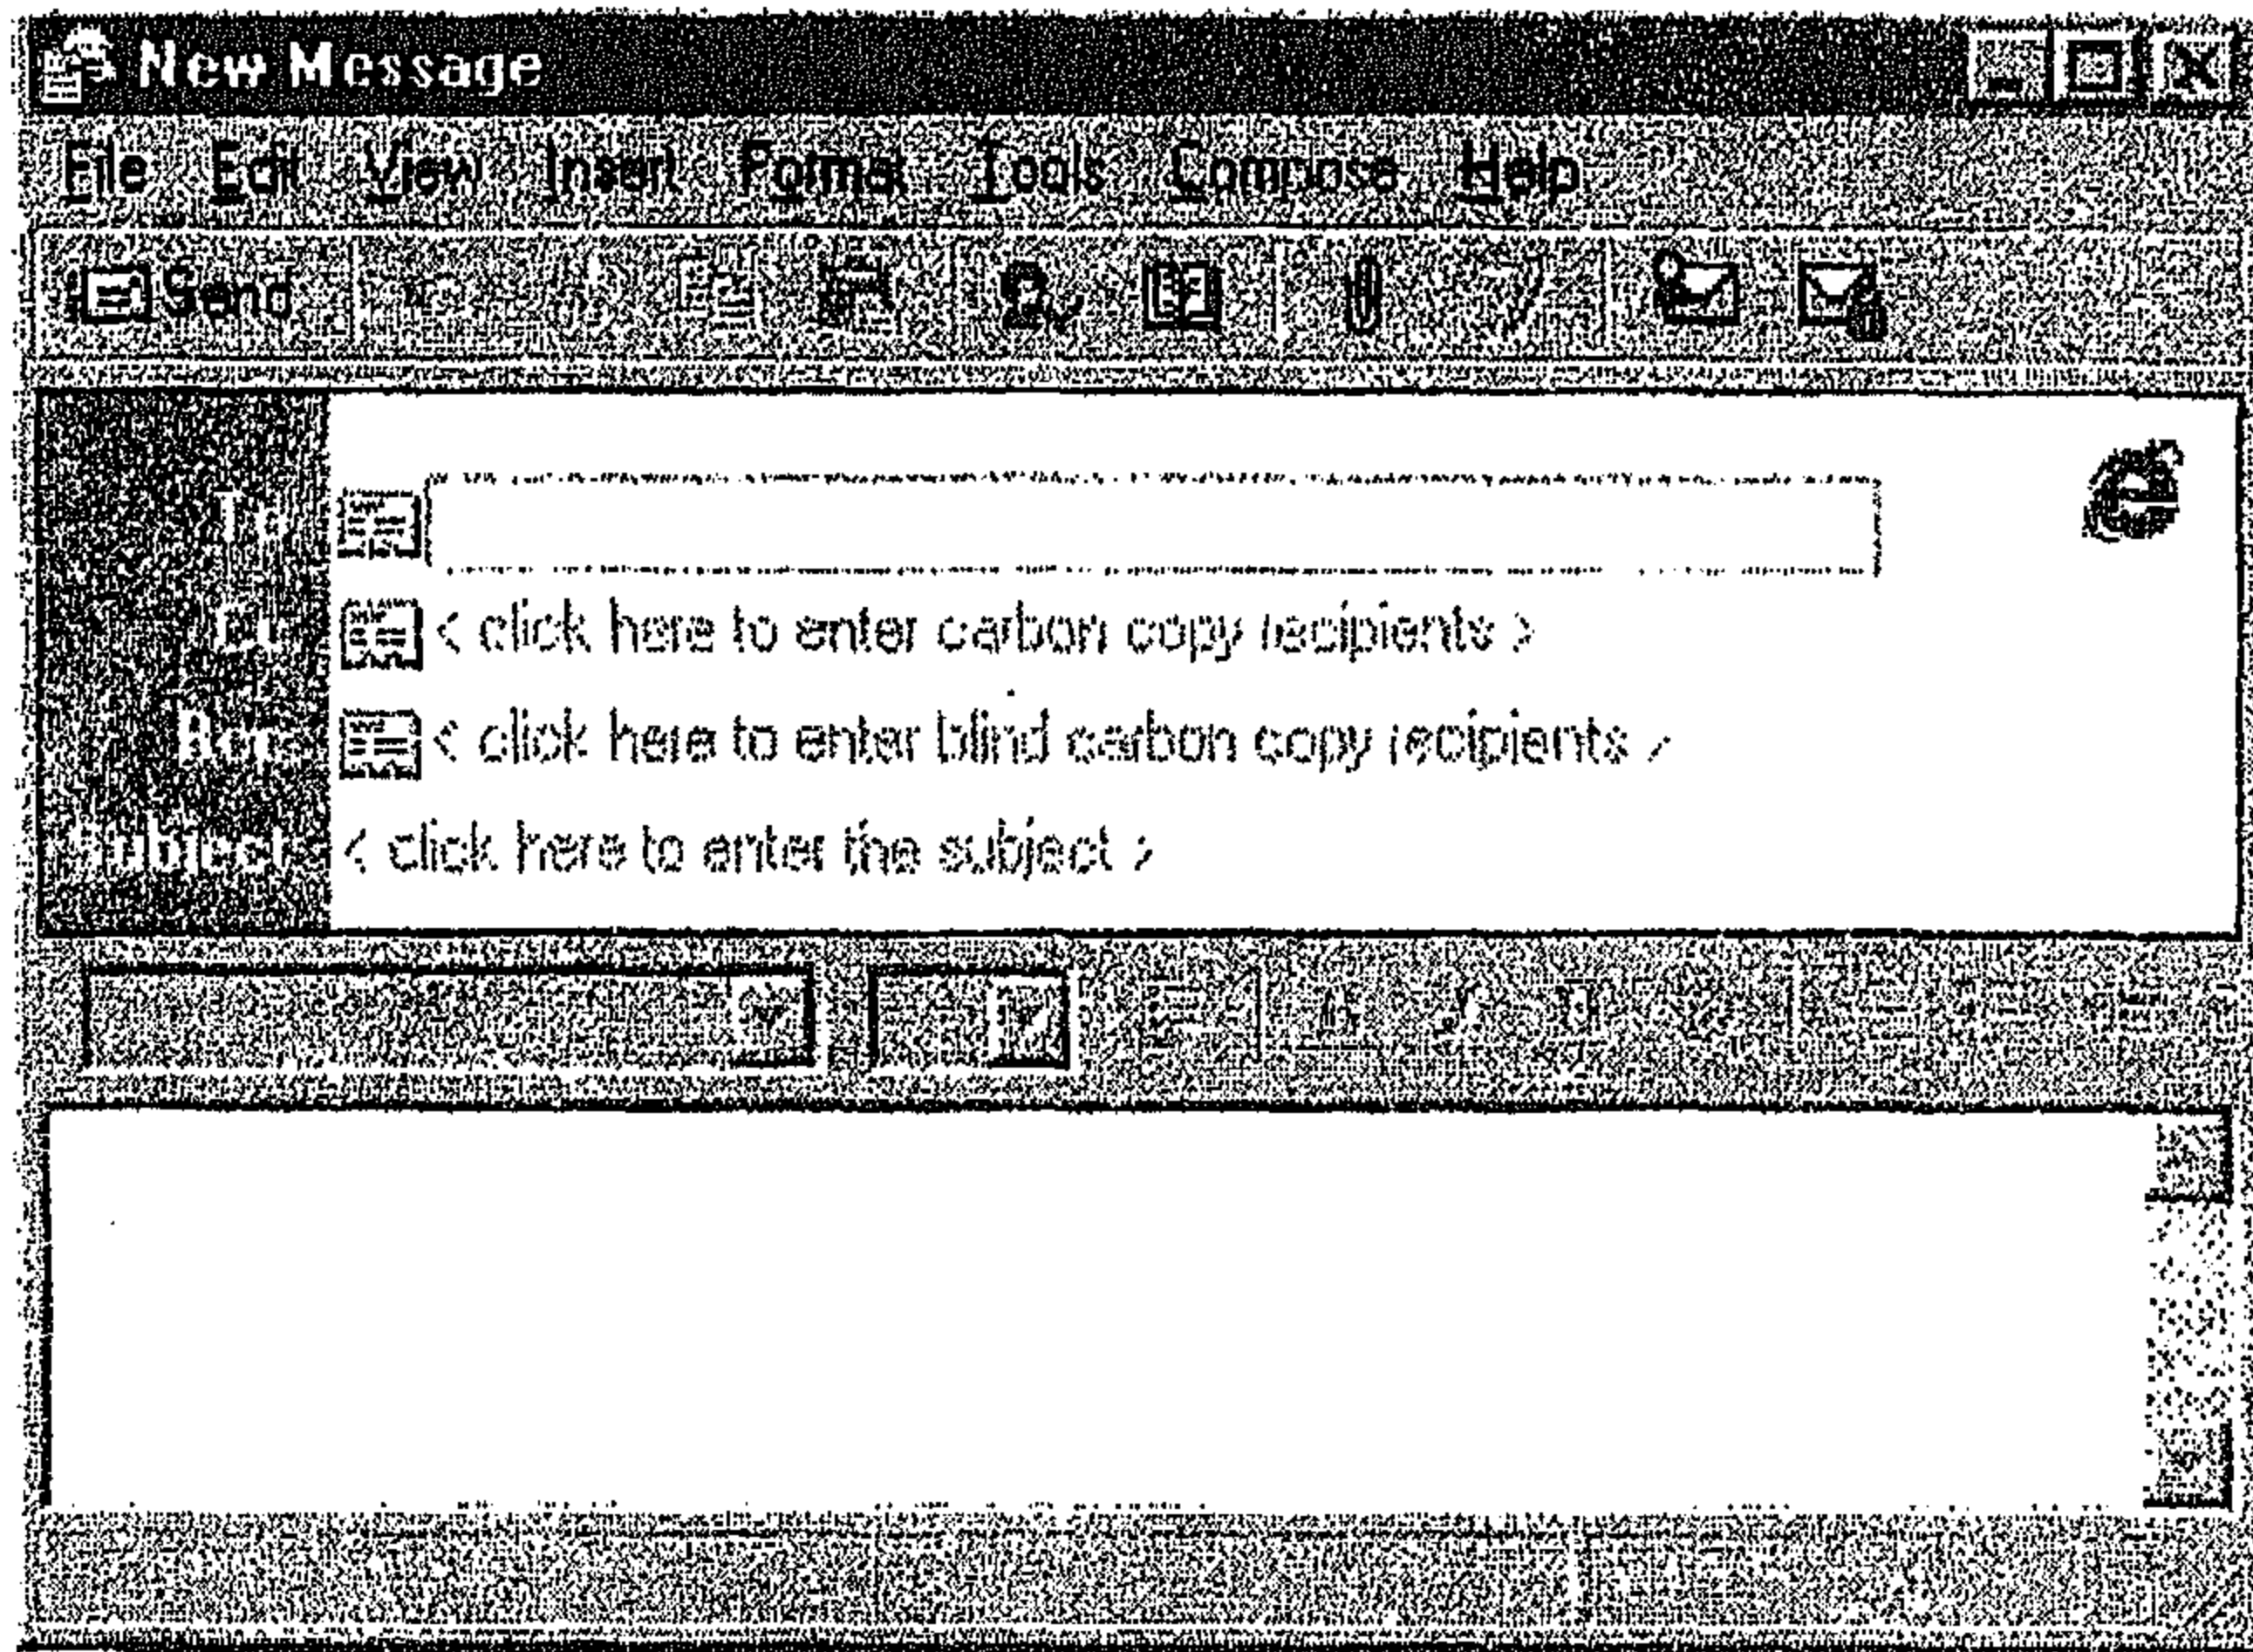 New Message
File Edit View Insert Format Tools Compose Help
Send
To
< click here to enter carbon copy recipients >
< click here to enter blind carbon copy recipients >
Subject < click here to enter the subject >